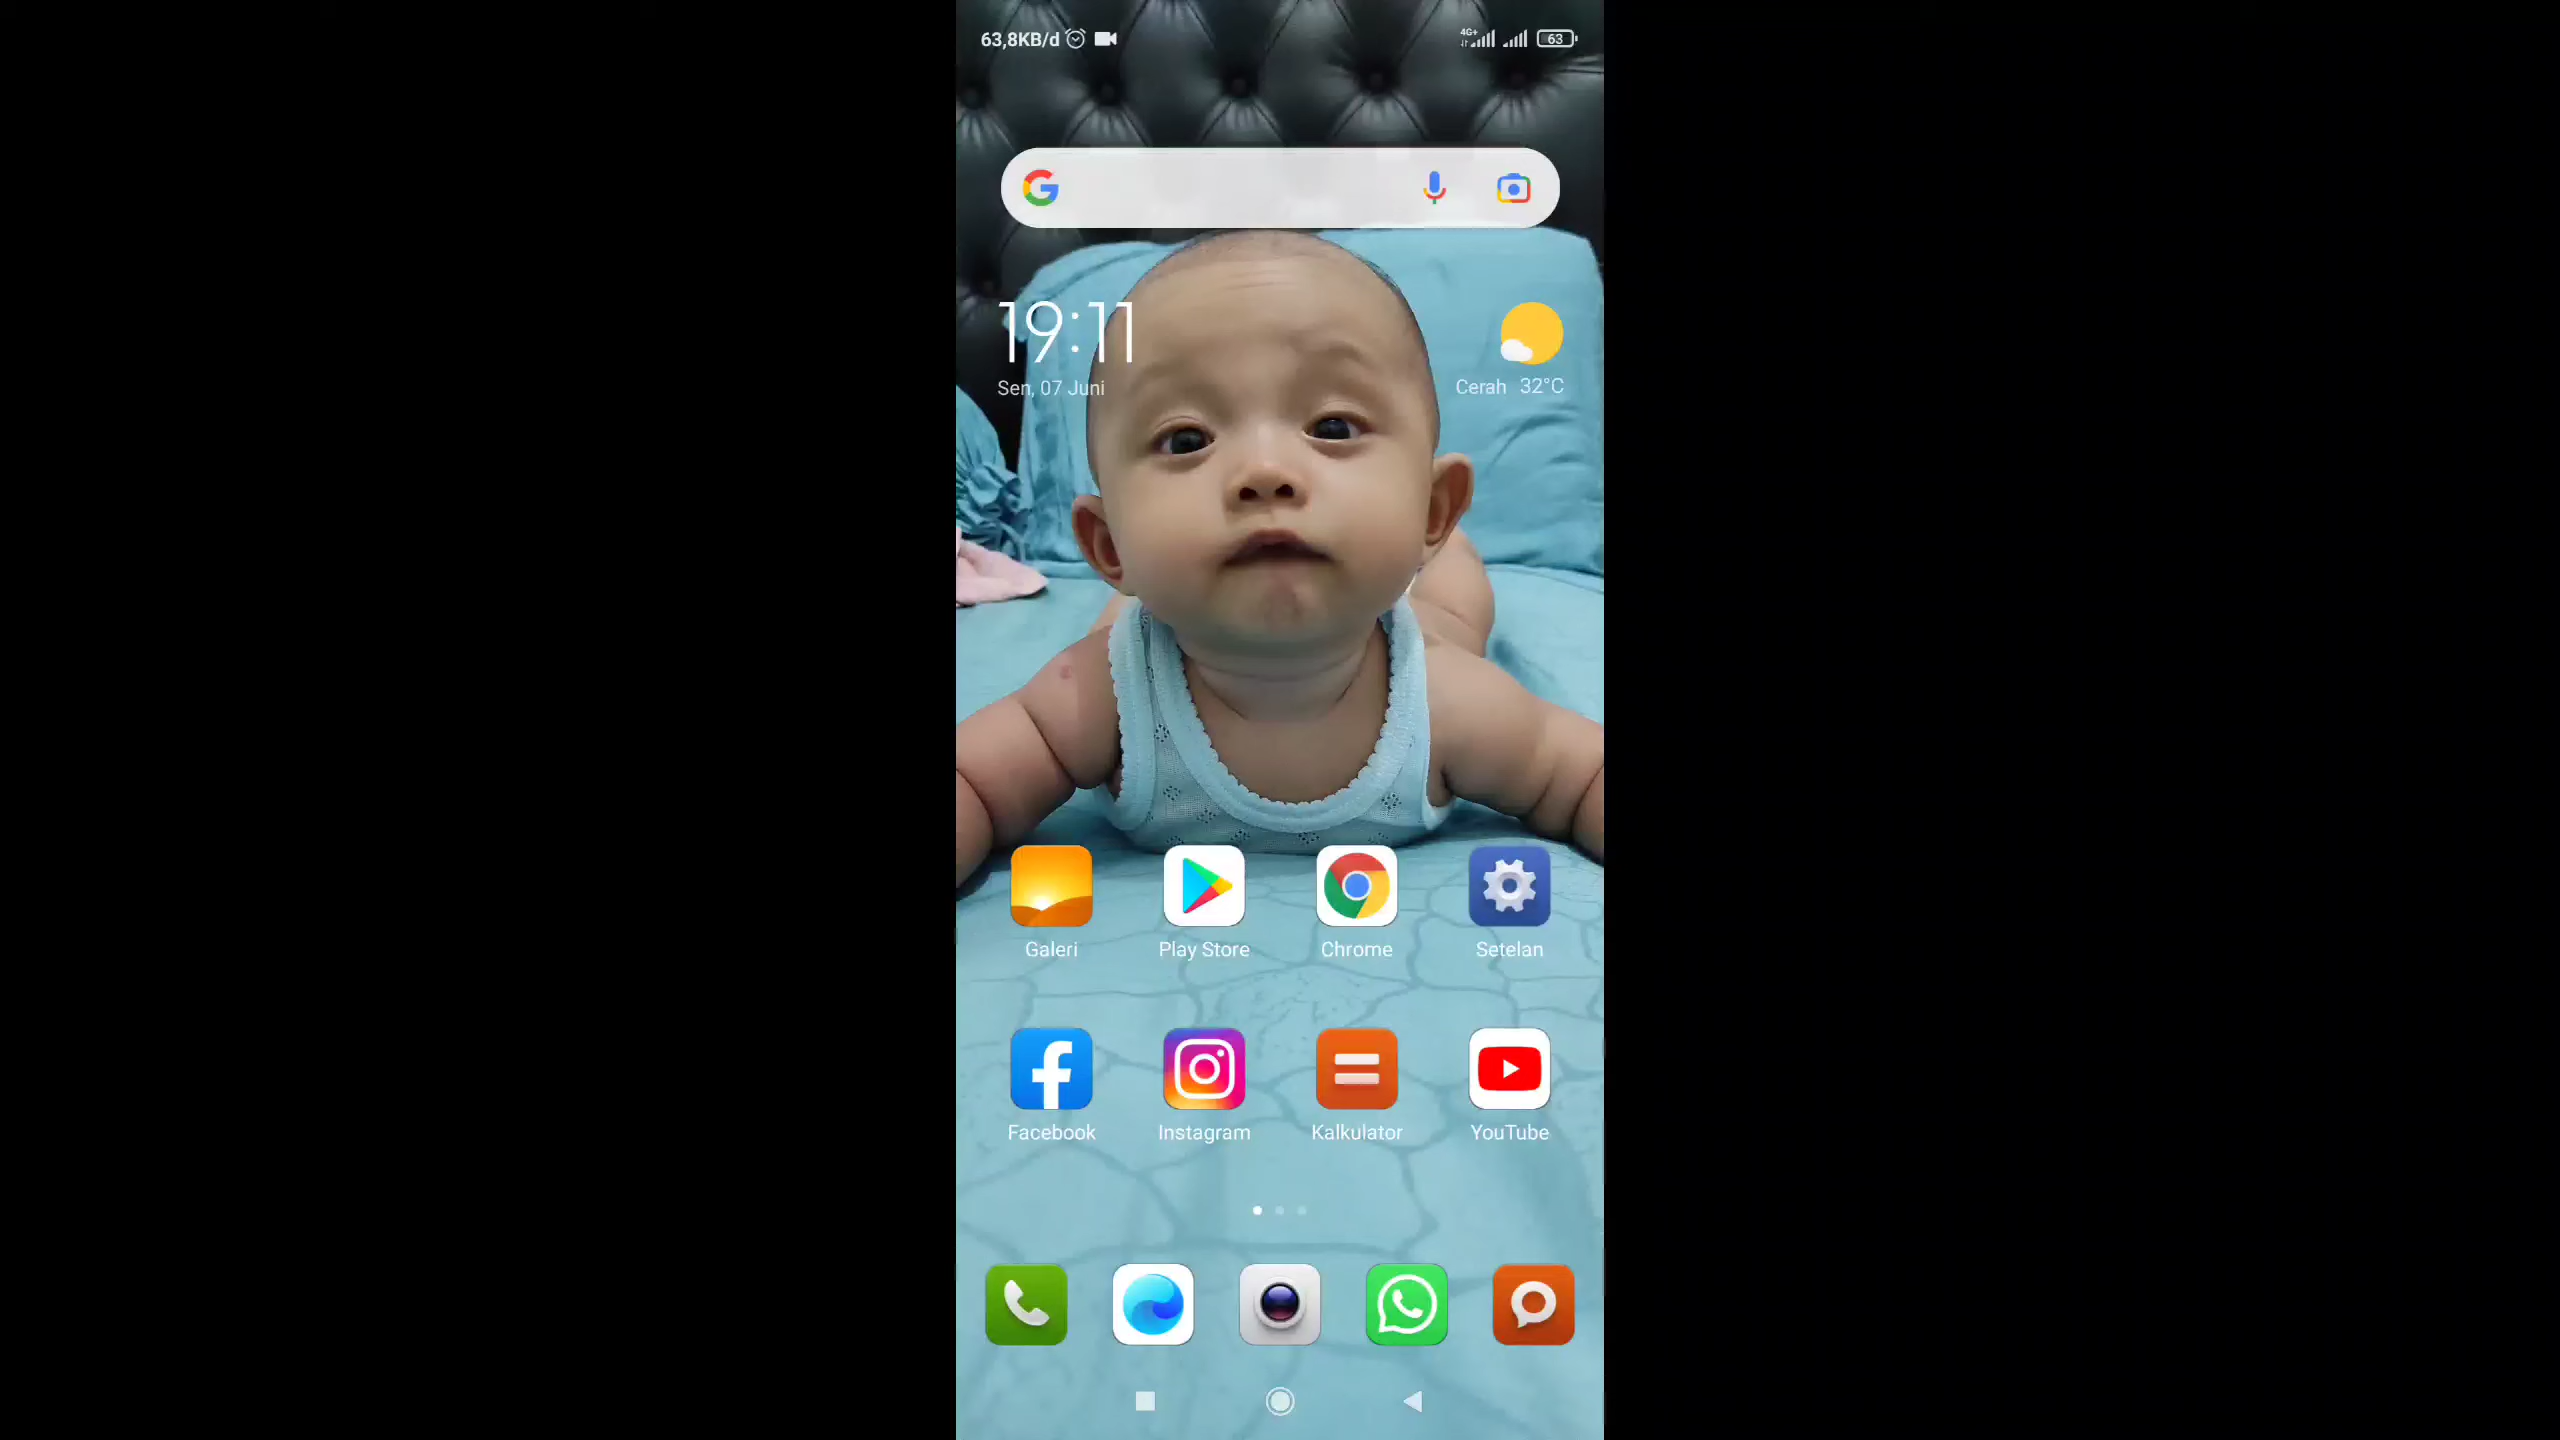 63,8KB/d
4G+
63
19:11
Sen, 07 Juni
Cerah 32°C
Galeri
Play Store
Chrome
Setelan
Facebook
Instagram
Kalkulator
YouTube